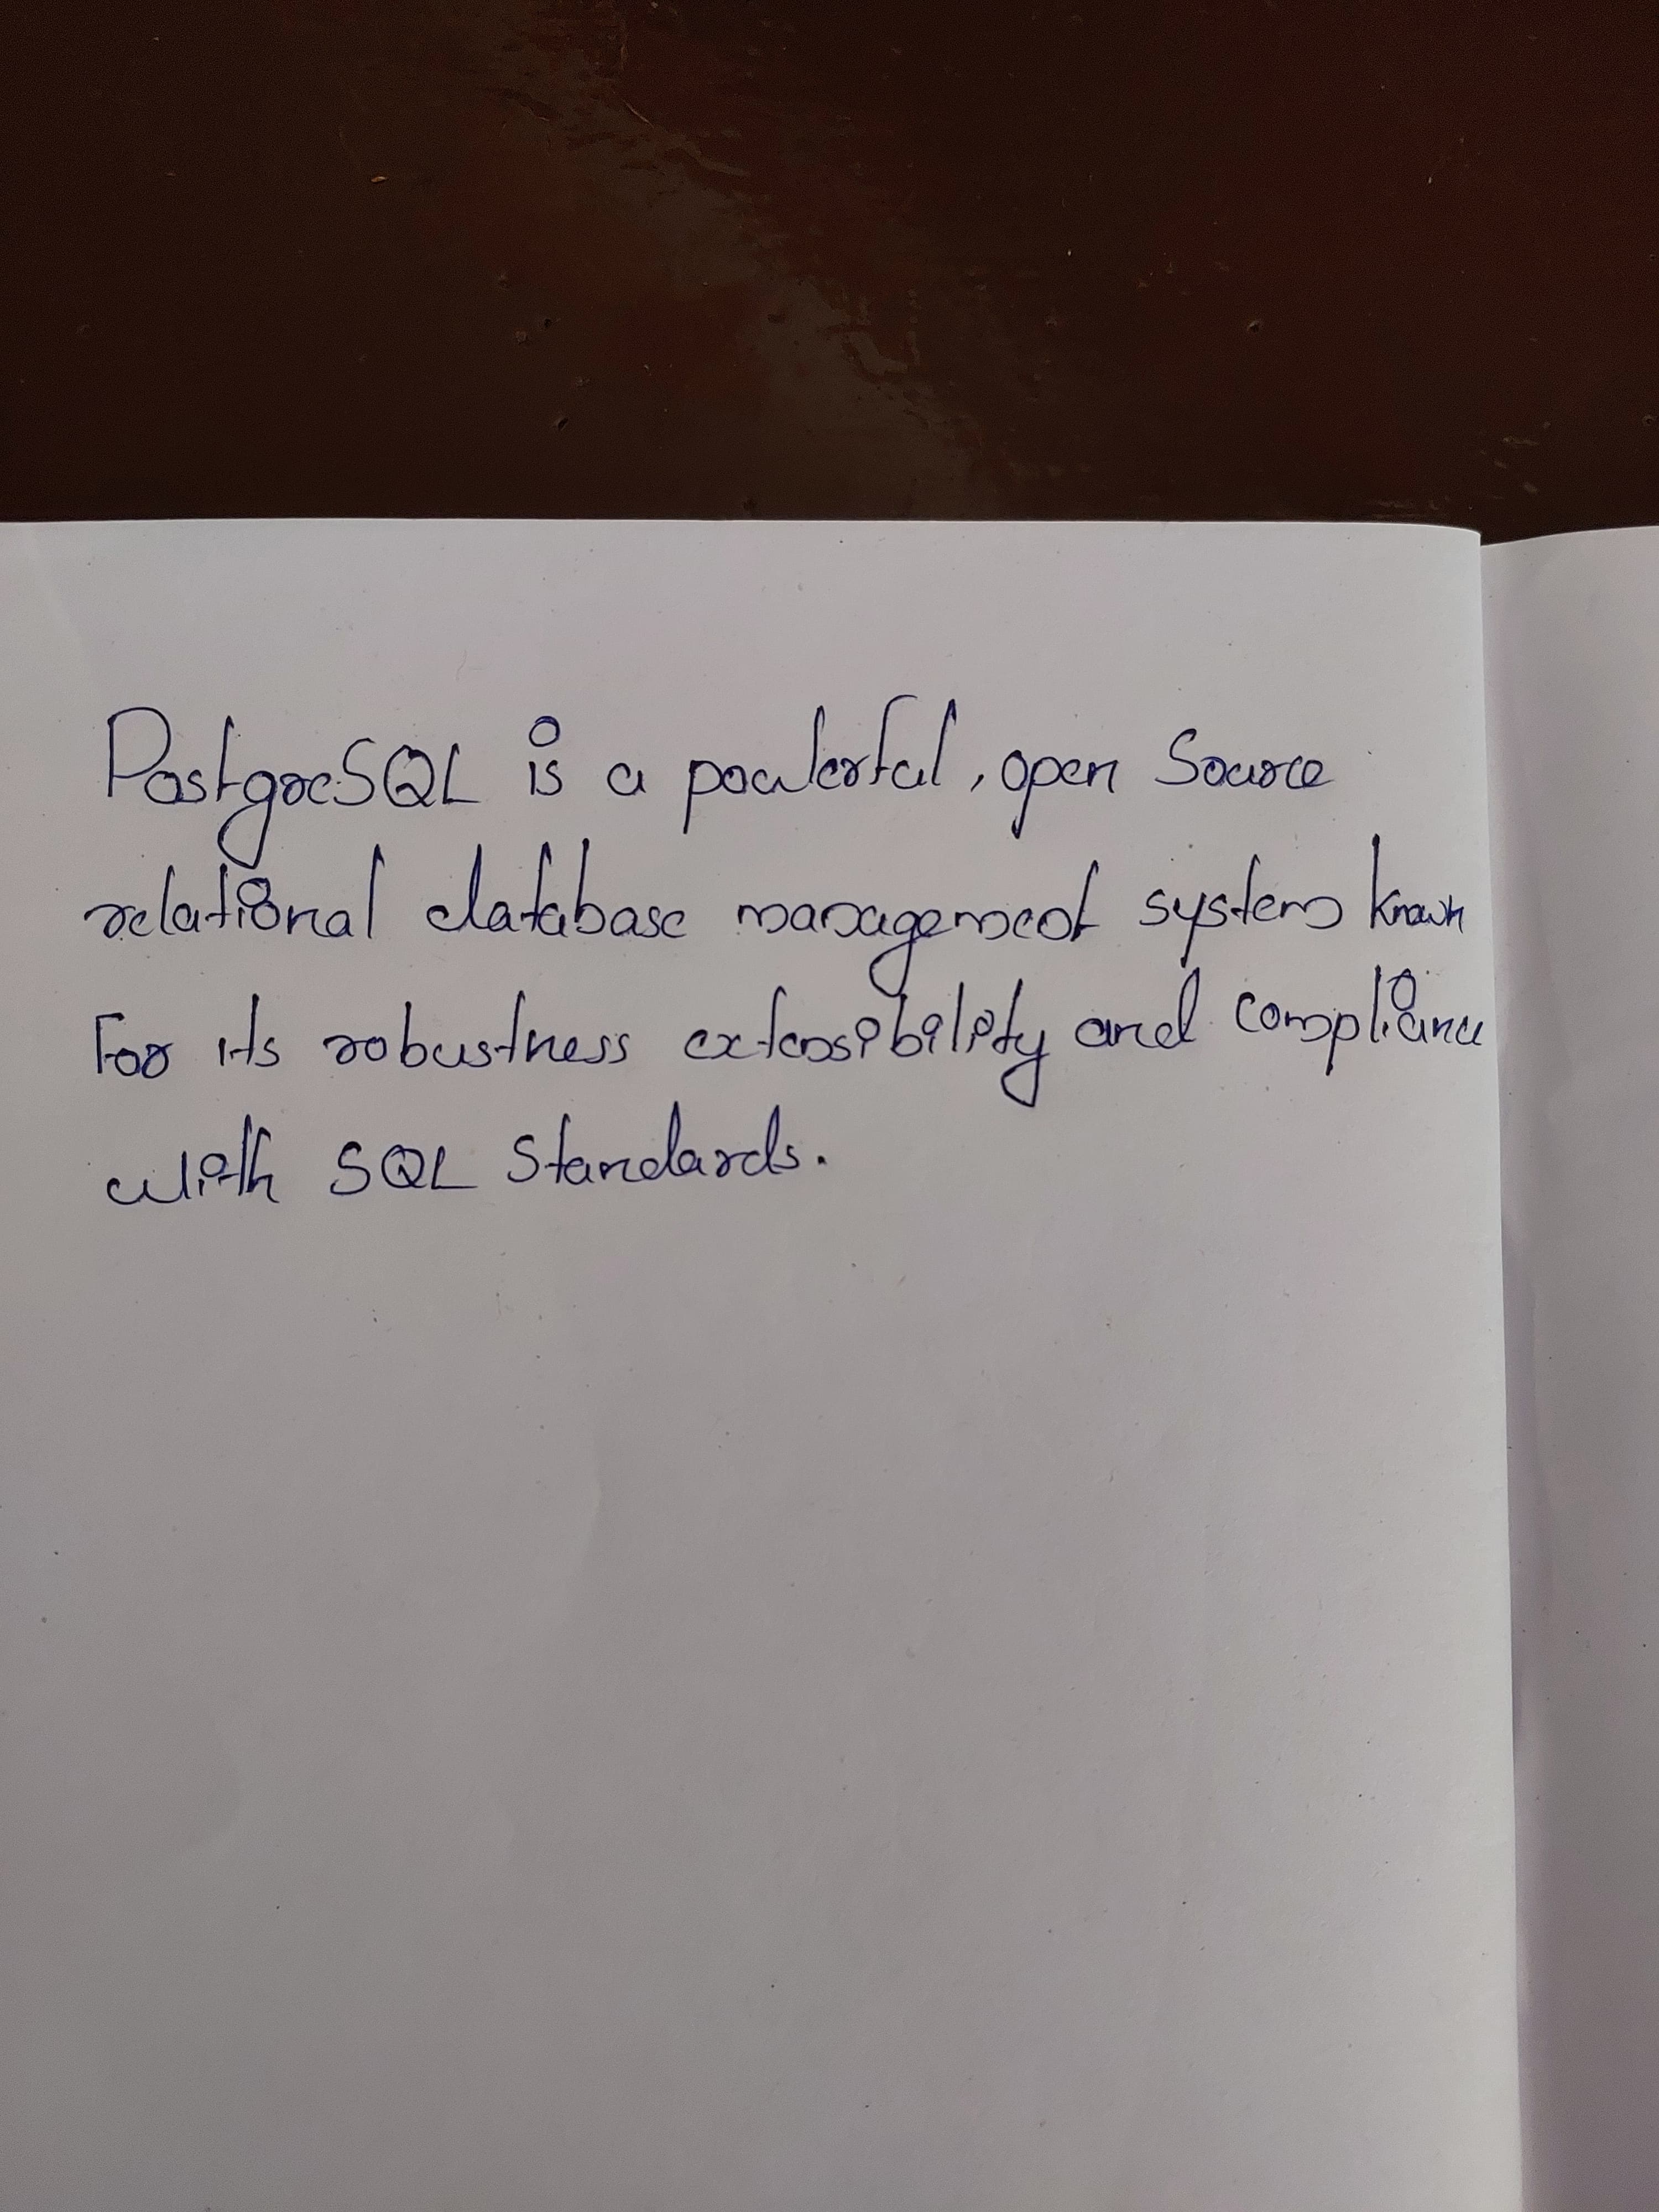 PostgreSQL is a powerful, open Source
relational database management system known
For its robustness extensibility and compliance
with SQL Standards.